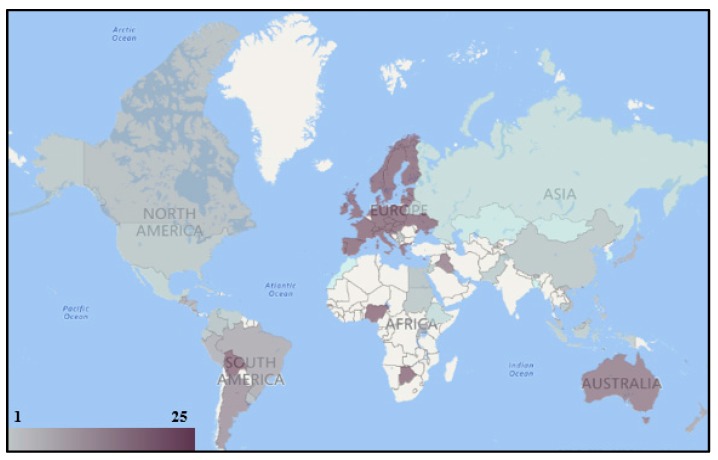 Arctic
Ocean
NORTH
AMERICA
EUROPE
ASIA
Atlantic
Ocean
Pacific
Ocean
AFRICA
SOUTH
AMERICA
Indian
Ocean
AUSTRALIA
1 25